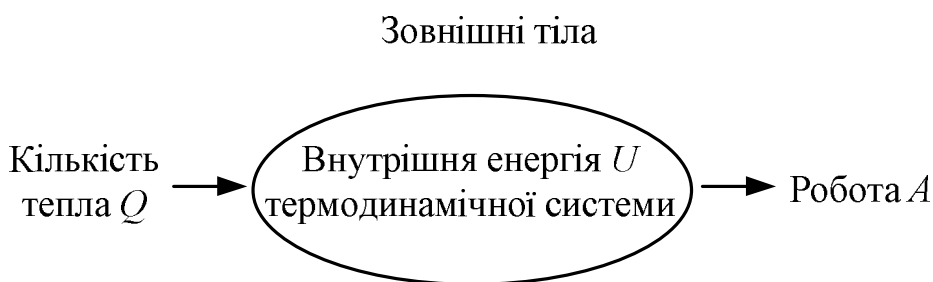 Зовнішні тіла
Кількість
тепла Q
Внутрішня енергія U
термодинамічної системи
Робота A